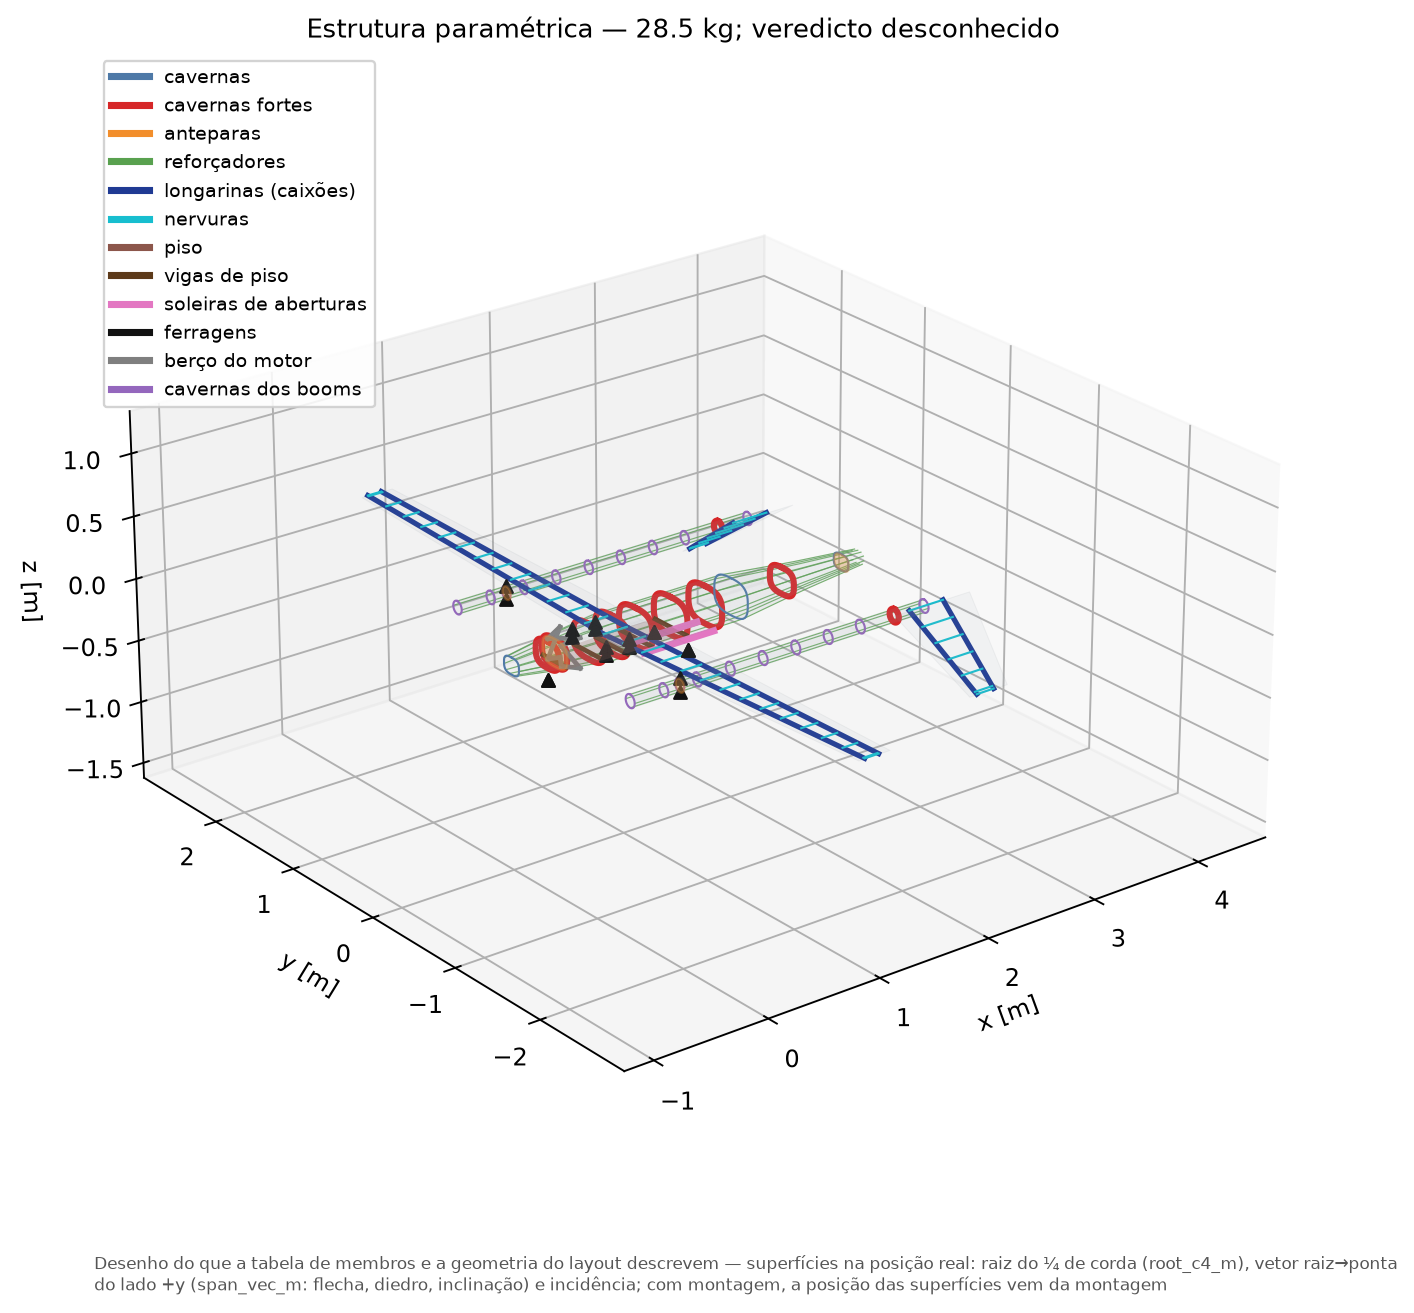 Estrutura paramétrica — 28.5 kg; veredicto desconhecido
cavernas
cavernas fortes
anteparas
reforçadores
longarinas (caixões)
nervuras
piso
vigas de piso
soleiras de aberturas
ferragens
berço do motor
cavernas dos booms
1.0
0.5
0.0
−0.5
−1.0
−1.5
z [m]
2
1
0
−1
−2
y [m]
−1
0
1
2
3
4
x [m]
Desenho do que a tabela de membros e a geometria do layout descrevem — superfícies na posição real: raiz do ¼ de corda (root_c4_m), vetor raiz→ponta
do lado +y (span_vec_m: flecha, diedro, inclinação) e incidência; com montagem, a posição das superfícies vem da montagem